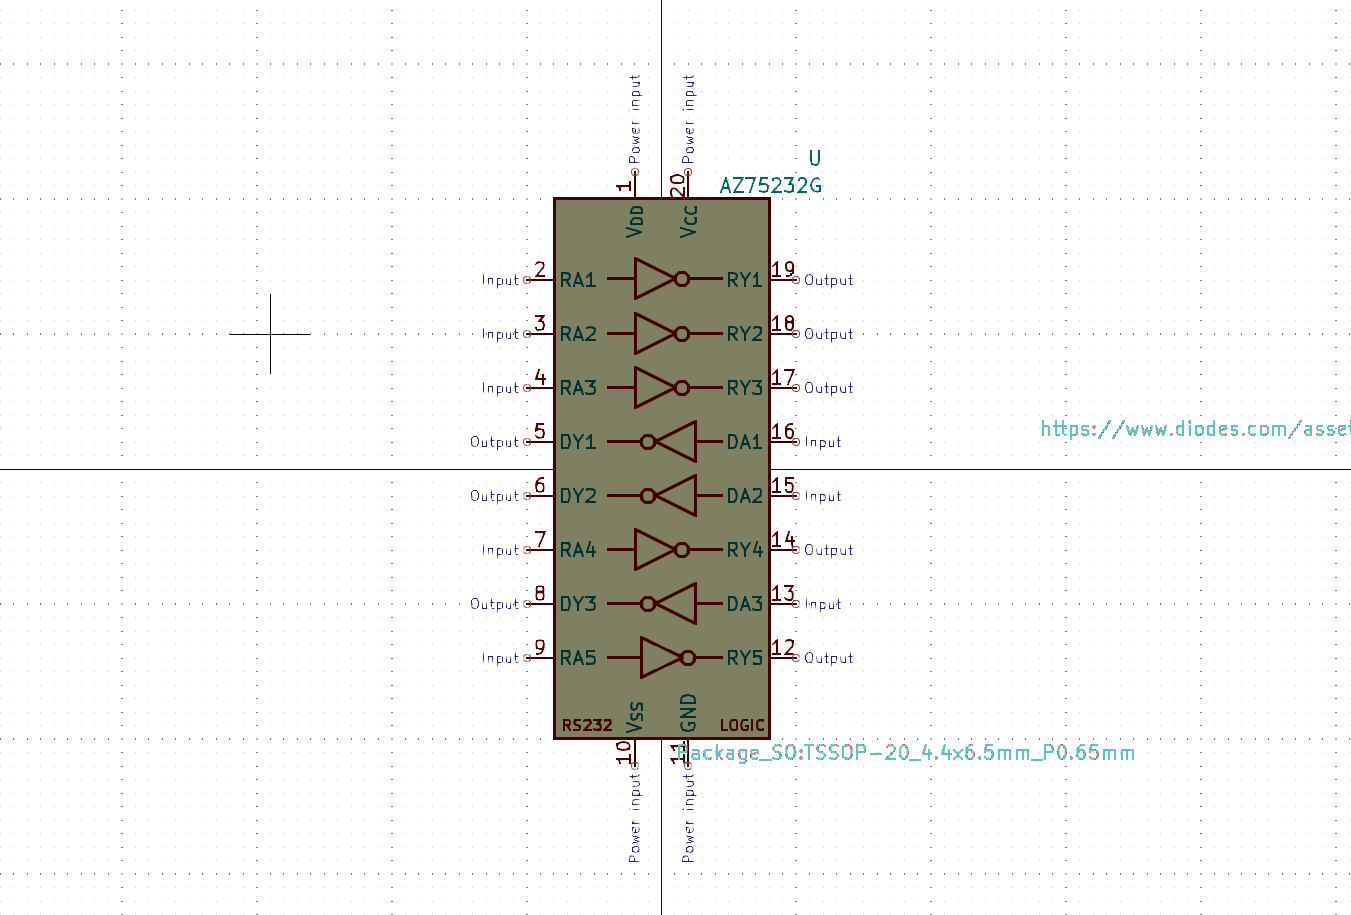 Power input
Power input
U
AZ75232G
1
20
VDD
VCC
Input 2 RA1 RY1 19 Output
Input 3 RA2 RY2 18 Output
Input 4 RA3 RY3 17 Output
Output 5 DY1 DA1 16 Input
https://www.diodes.com/asset
Output 6 DY2 DA2 15 Input
Input 7 RA4 RY4 14 Output
Output 8 DY3 DA3 13 Input
Input 9 RA5 RY5 12 Output
RS232 VSS GND LOGIC
10
11
Package_SO:TSSOP-20_4.4x6.5mm_P0.65mm
Power input
Power input